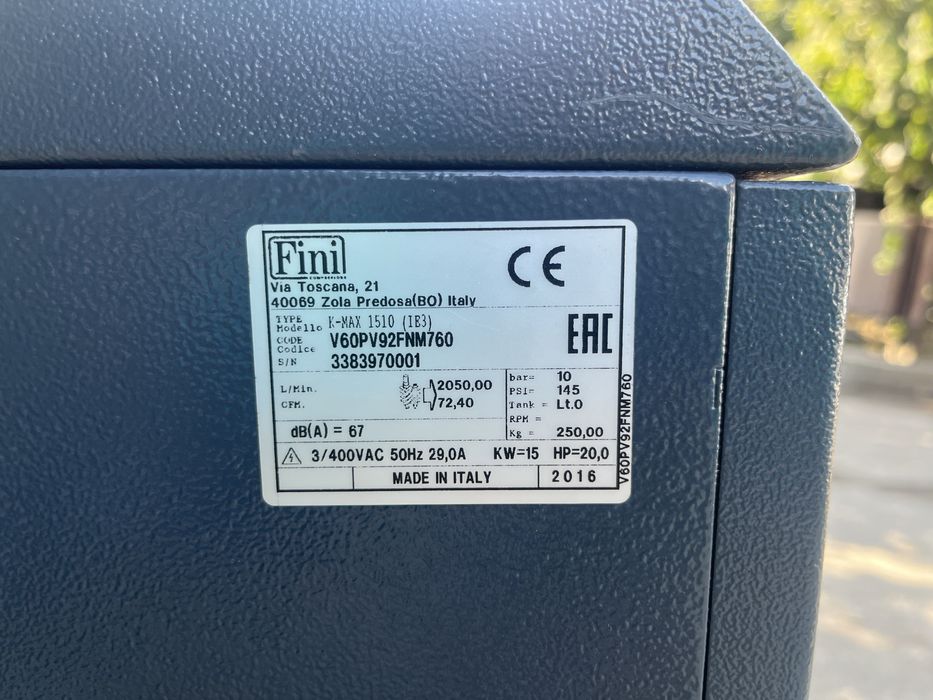 Fini
COMPRESSORS
Via Toscana, 21
40069 Zola Predosa(BO) Italy
CE
TYPE
Modello K-MAX 1510 (IE3)
CODE
Codice V60PV92FNM760
S/N 3383970001
EAC
L/Min. 2050,00
CFM. 72,40
dB(A) = 67
bar= 10
PSI= 145
Tank = Lt.0
RPM =
Kg = 250,00
3/400VAC 50Hz 29,0A KW=15 HP=20,0
MADE IN ITALY 2016
V60PV92FNM760